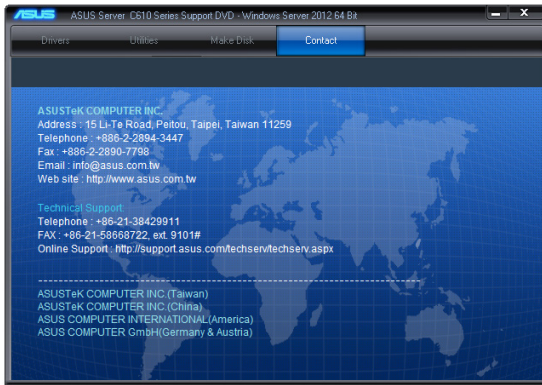 ASUS ASUS Server C610 Series Support DVD - Windows Server 2012 64 Bit
Drivers Utilities Make Disk Contact
ASUSTeK COMPUTER INC.
Address : 15 Li-Te Road, Peitou, Taipei, Taiwan 11259
Telephone : +886-2-2894-3447
Fax : +886-2-2890-7798
Email : info@asus.com.tw
Web site : http://www.asus.com.tw
Technical Support
Telephone : +86-21-38429911
FAX : +86-21-58668722, ext. 9101#
Online Support : http://support.asus.com/techserv/techserv.aspx
ASUSTeK COMPUTER INC.(Taiwan)
ASUSTeK COMPUTER INC.(China)
ASUS COMPUTER INTERNATIONAL(America)
ASUS COMPUTER GmbH(Germany & Austria)